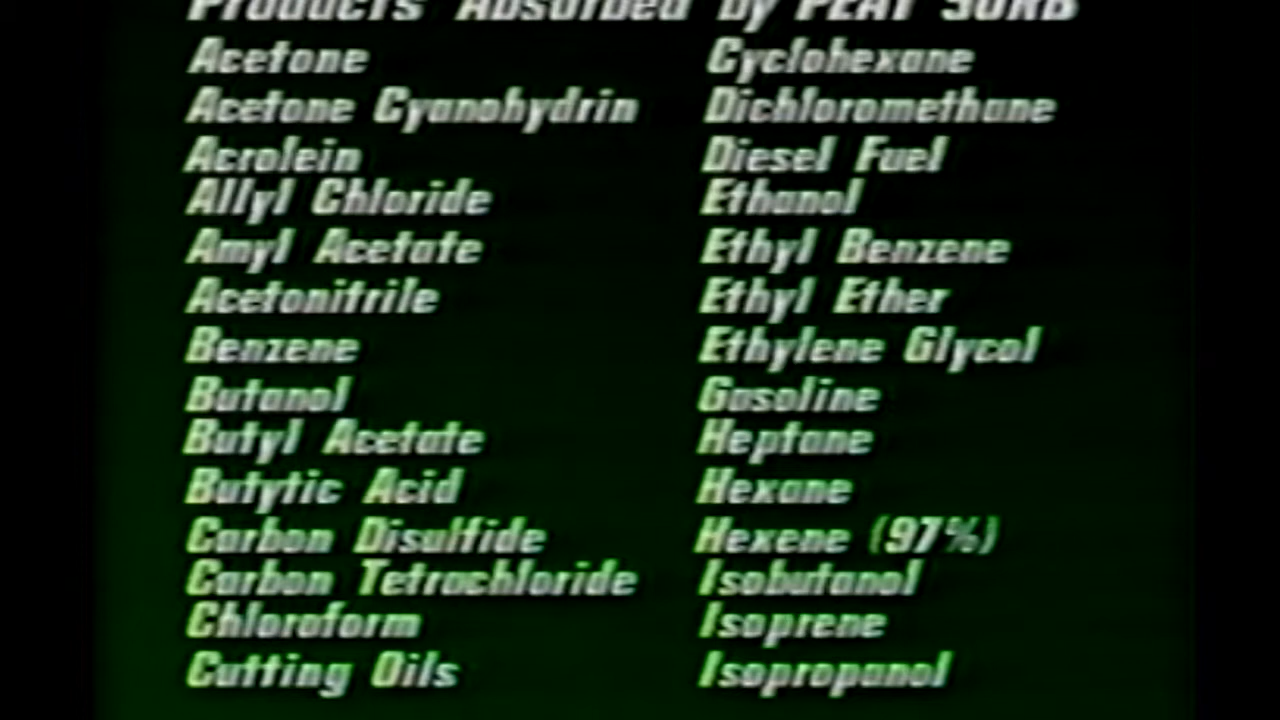 Products Absorbed by PEAT SORB
Acetone
Acetone Cyanohydrin
Acrolein
Allyl Chloride
Amyl Acetate
Acetonitrile
Benzene
Butanol
Butyl Acetate
Butytic Acid
Carbon Disulfide
Carbon Tetrachloride
Chloroform
Cutting Oils
Cyclohexane
Dichloromethane
Diesel Fuel
Ethanol
Ethyl Benzene
Ethyl Ether
Ethylene Glycol
Gasoline
Heptane
Hexane
Hexene (97%)
Isobutanol
Isoprene
Isopropanol